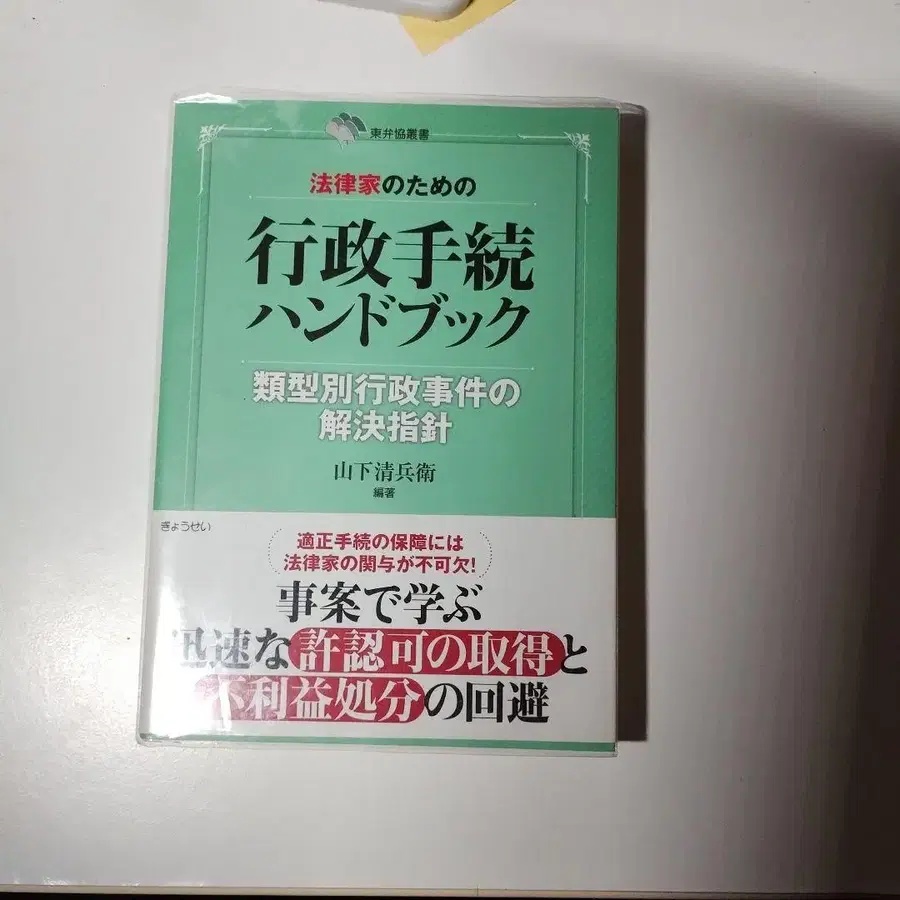 東弁協叢書
法律家のための
行政手続
ハンドブック
類型別行政事件の
解決指針
山下清兵衛
編著
ぎょうせい
適正手続の保障には
法律家の関与が不可欠!
事案で学ぶ
迅速な許認可の取得と
不利益処分の回避